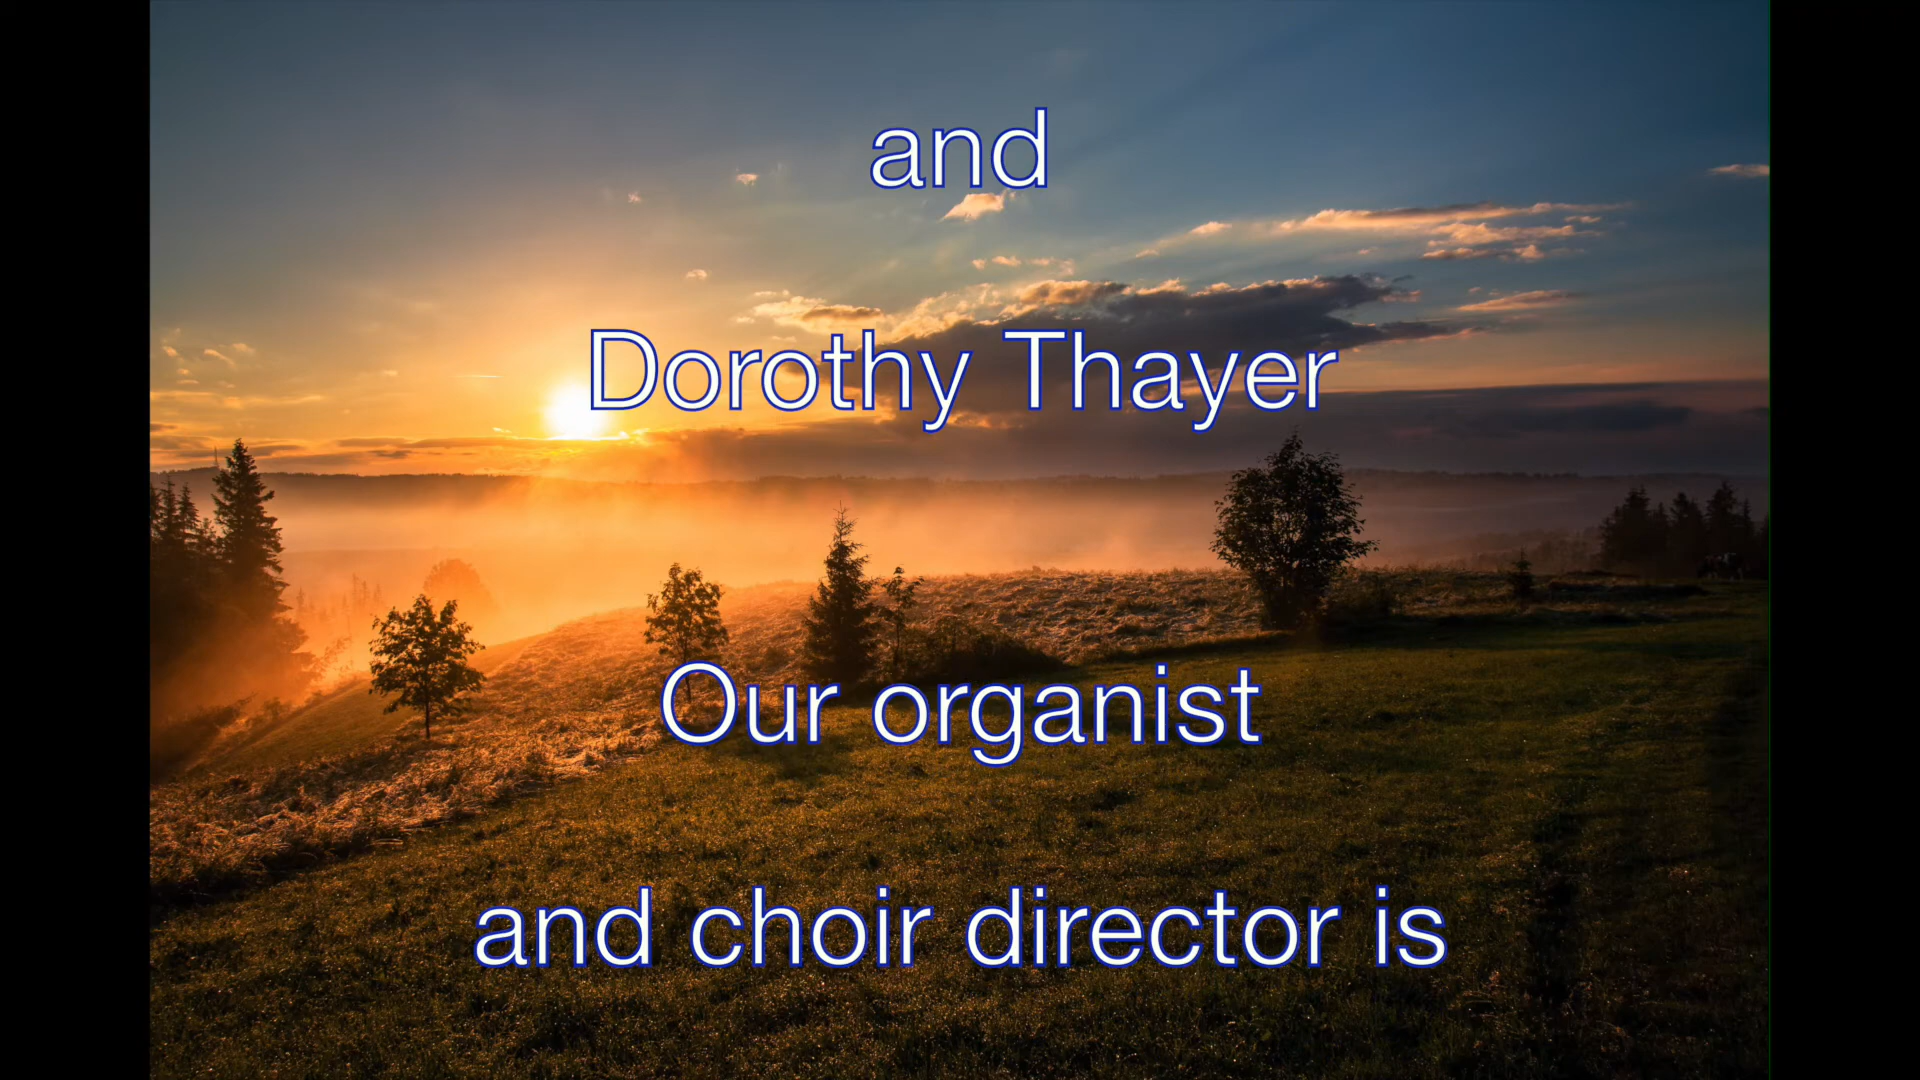 and
Dorothy Thayer
Our organist
and choir director is